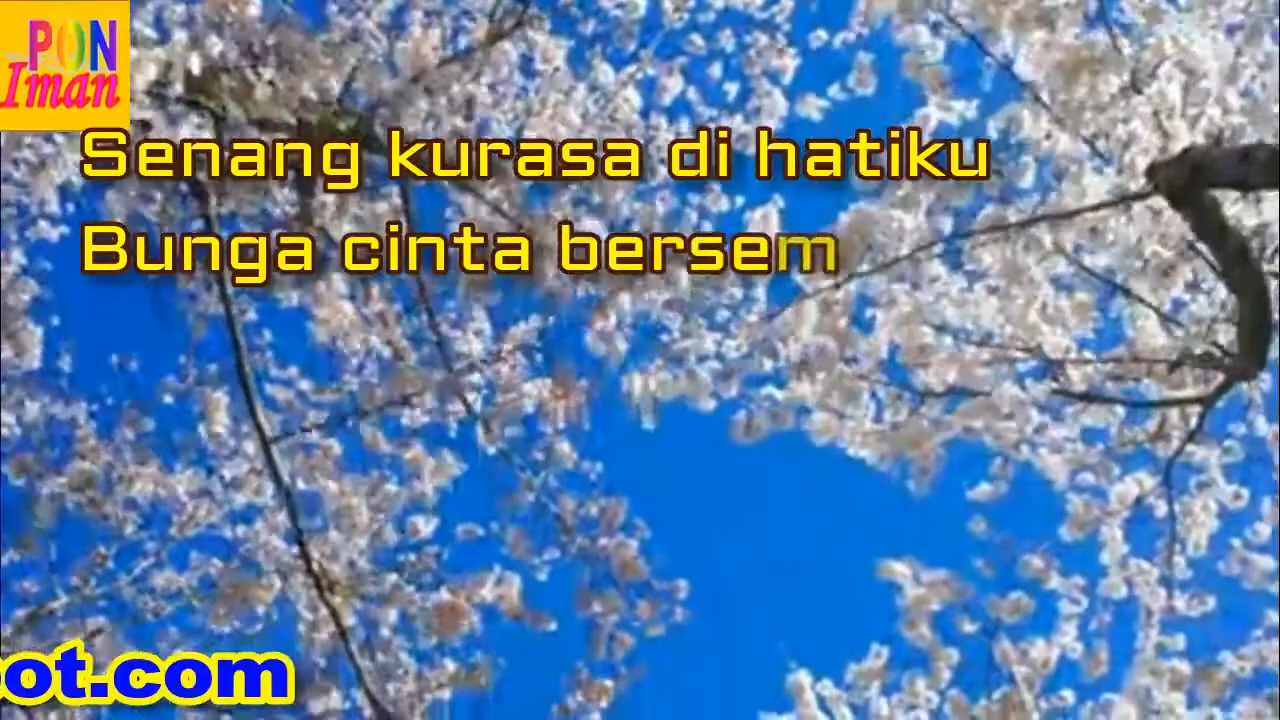 PON
Iman
Senang kurasa di hatiku
Bunga cinta bersem
ot.com